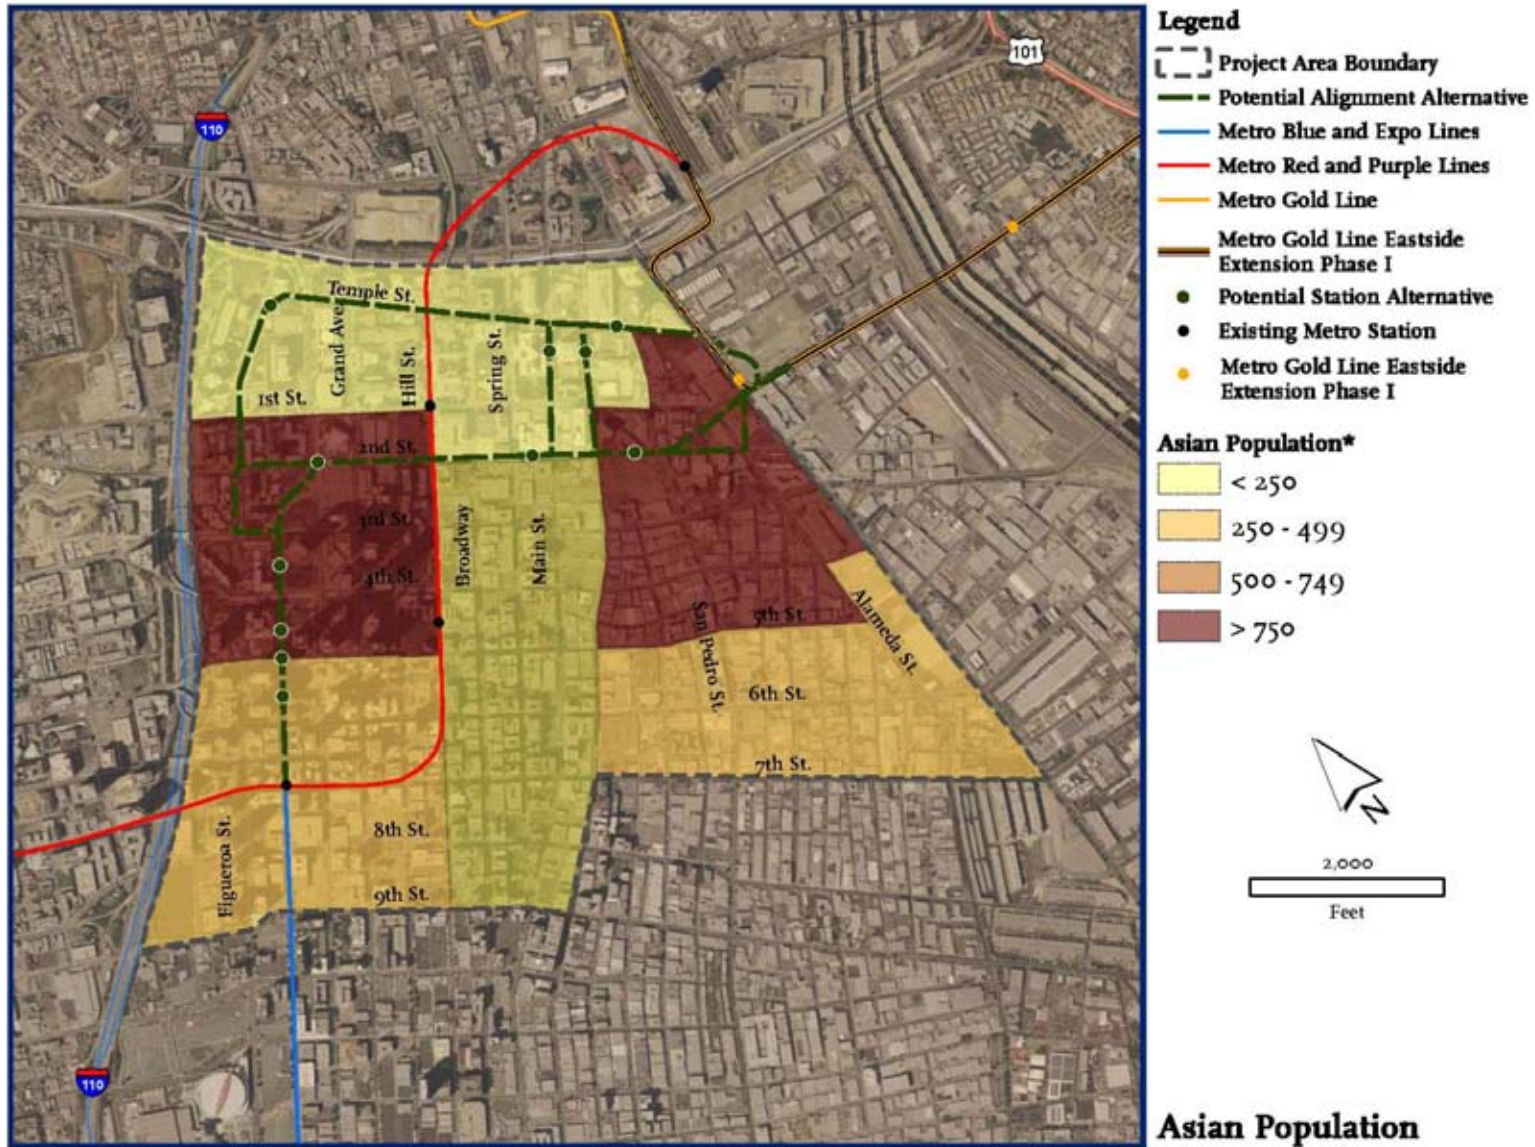 Legend
Project Area Boundary
Potential Alignment Alternative
Metro Blue and Expo Lines
Metro Red and Purple Lines
Metro Gold Line
Metro Gold Line Eastside
Extension Phase I
Potential Station Alternative
Existing Metro Station
Metro Gold Line Eastside
Extension Phase I
Asian Population*
< 250
250 - 499
500 - 749
> 750
N
2,000
Feet
Asian Population
101
110
Temple St.
Grand Ave
Hill St.
Spring St.
1st St.
2nd St.
3rd St.
4th St.
Broadway
Main St.
San Pedro St.
5th St
Alameda St.
6th St.
7th St.
8th St.
Figueroa St.
9th St.
110